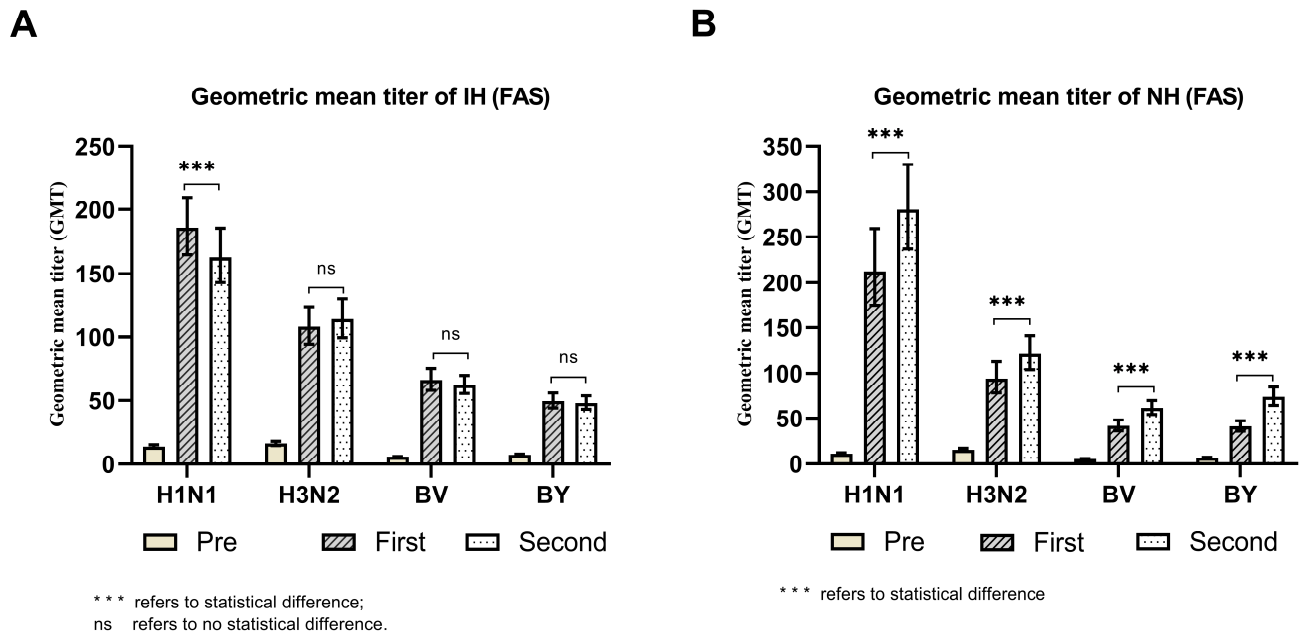 A
Geometric mean titer of IH (FAS)
Geometric mean titer (GMT)
250
200
150
100
50
0
***
ns
ns
ns
H1N1
H3N2
BV
BY
Pre
First
Second
* * * refers to statistical difference;
ns refers to no statistical difference.
B
Geometric mean titer of NH (FAS)
Geometric mean titer (GMT)
350
300
250
200
150
100
50
0
***
***
***
***
H1N1
H3N2
BV
BY
Pre
First
Second
* * * refers to statistical difference